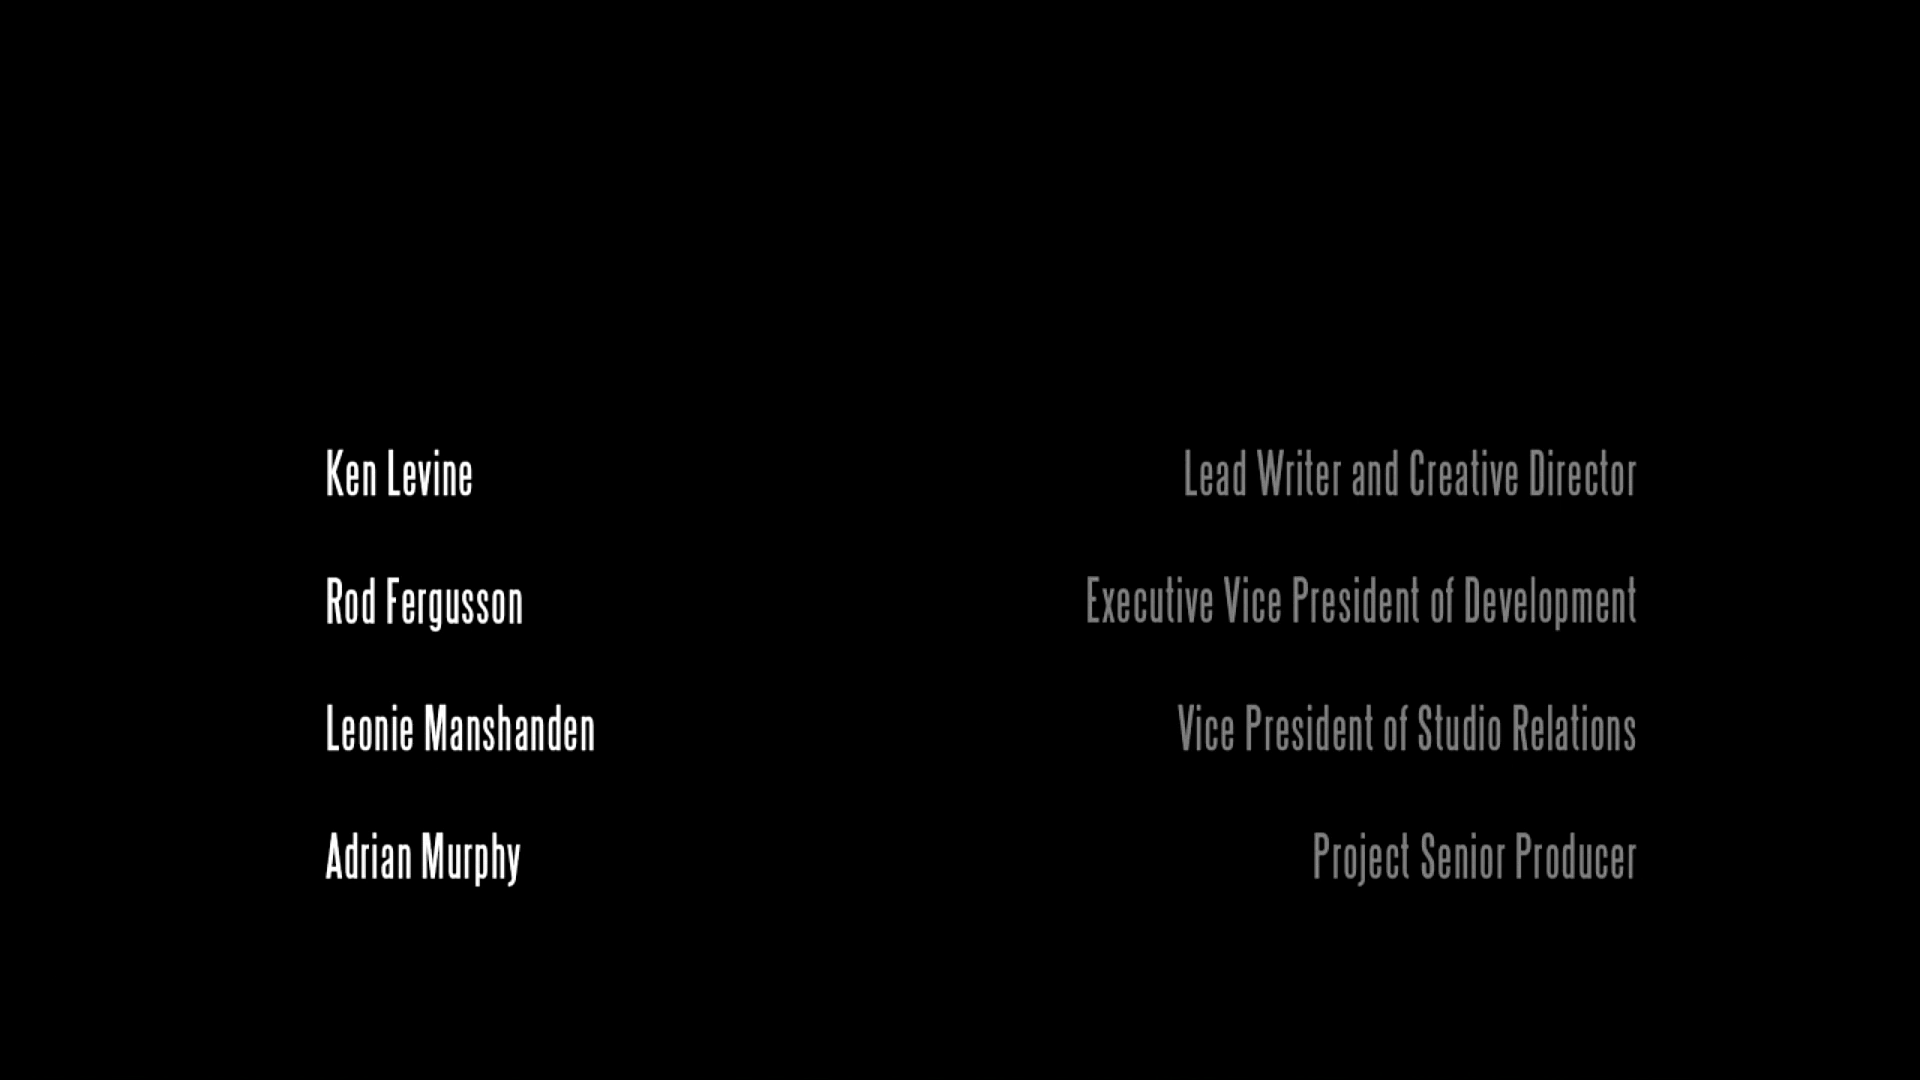 Ken Levine Lead Writer and Creative Director
Rod Fergusson Executive Vice President of Development
Leonie Manshanden Vice President of Studio Relations
Adrian Murphy Project Senior Producer